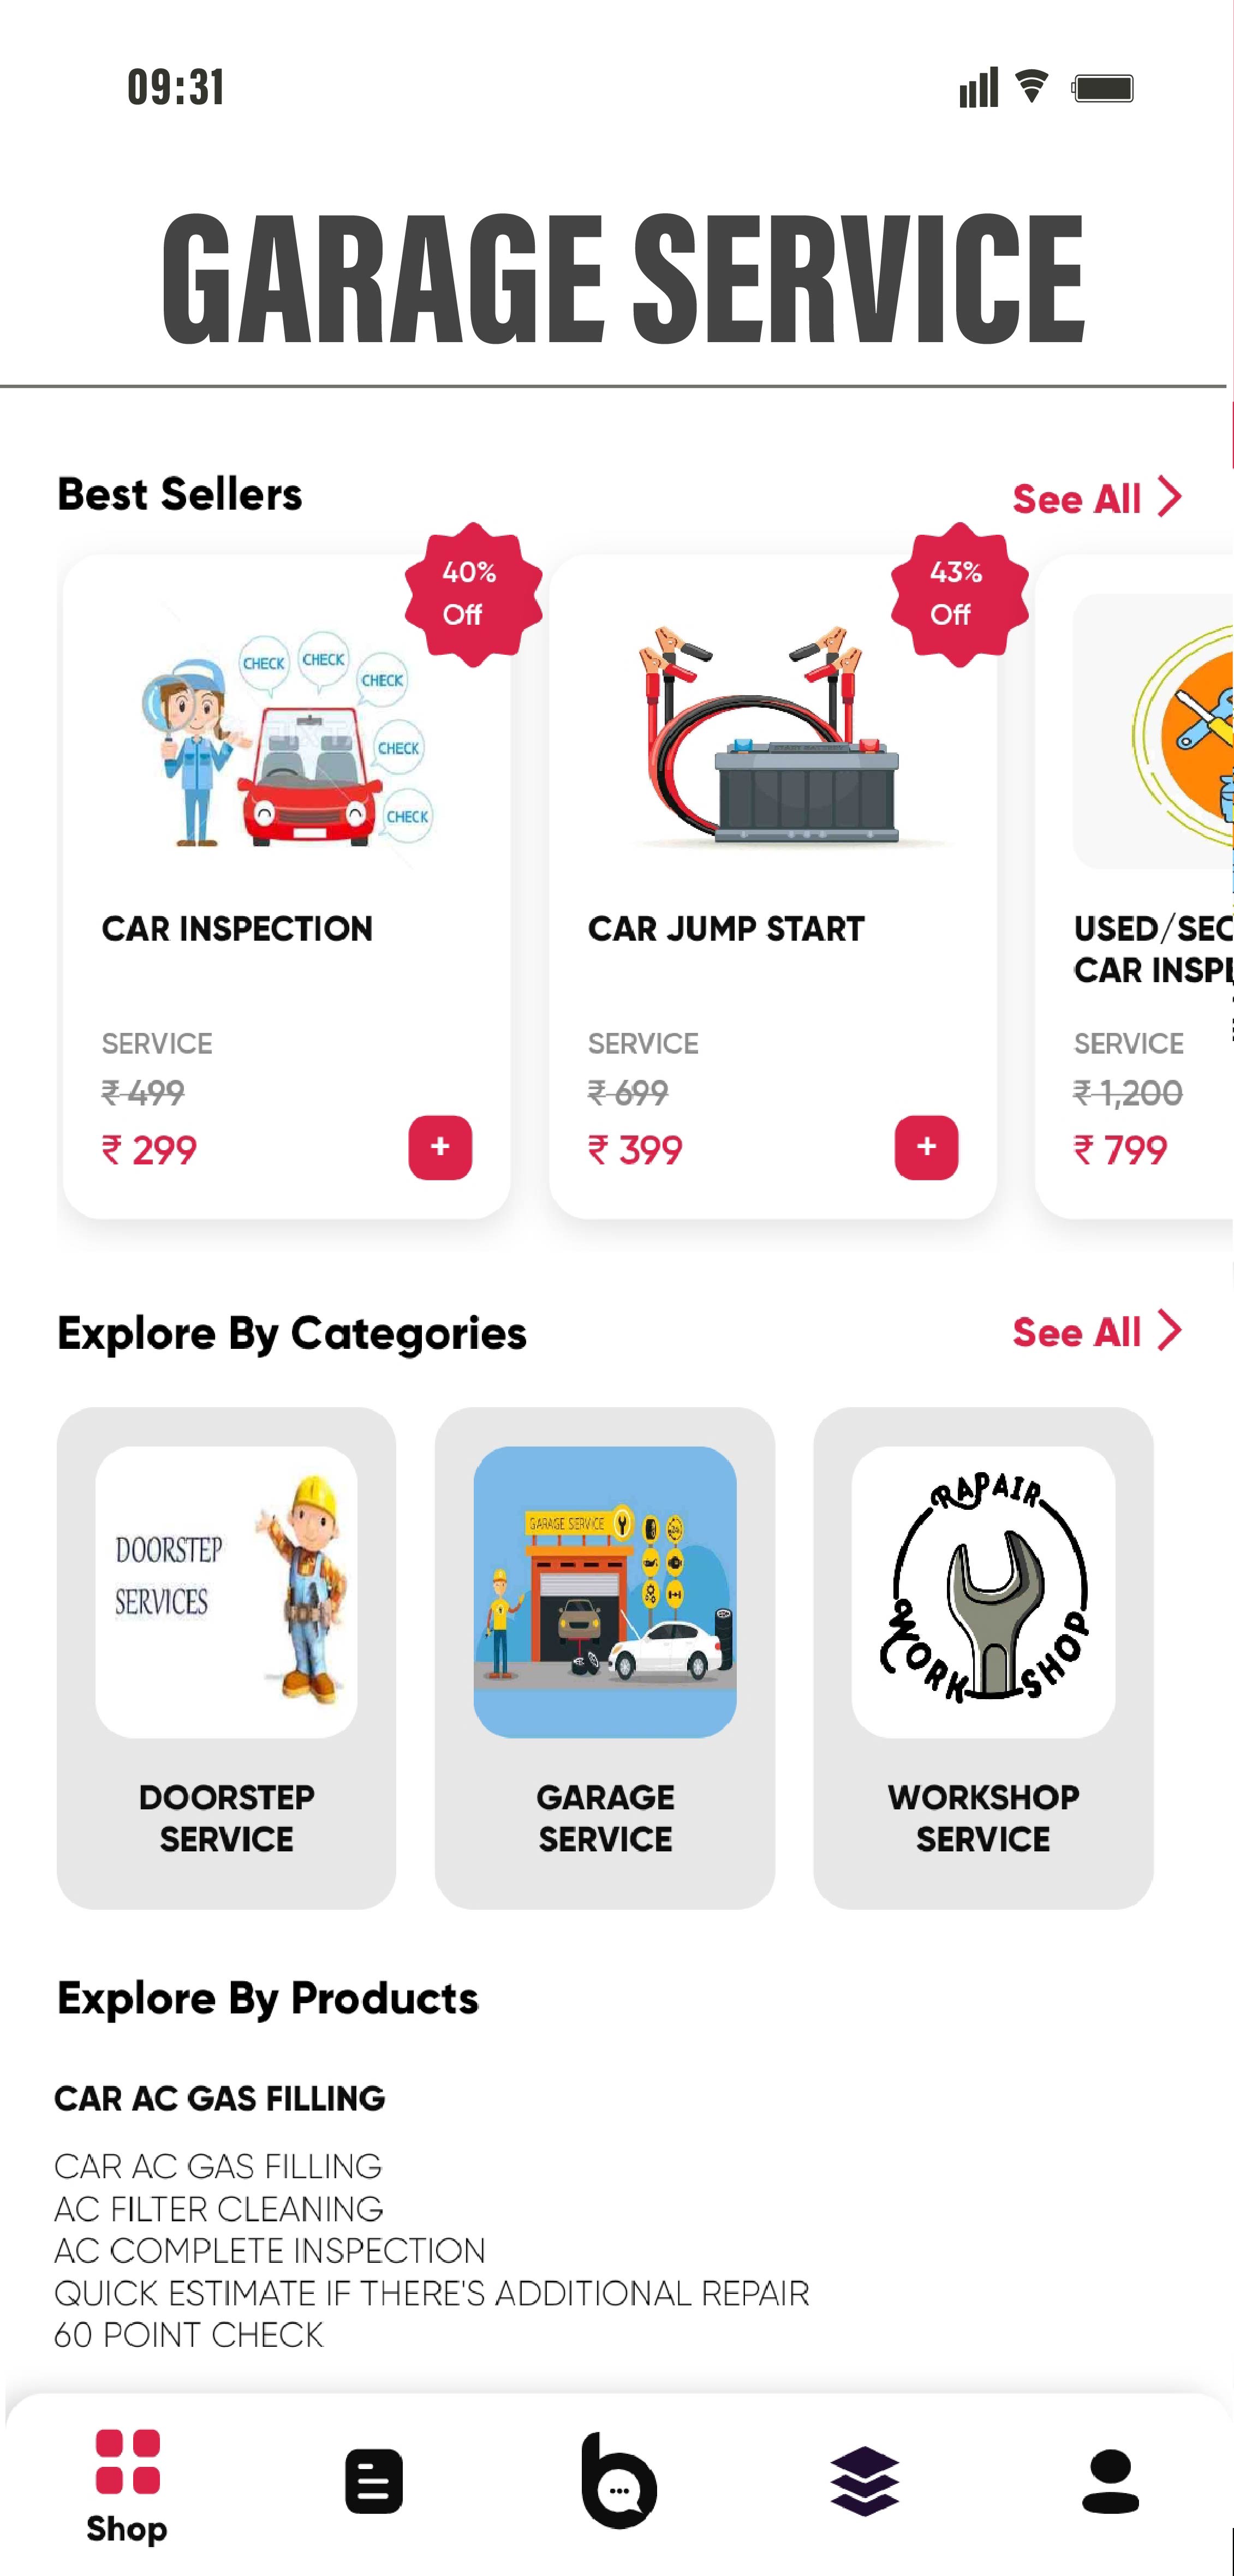 09:31
GARAGE SERVICE
Best Sellers
See All
40%
Off
43%
Off
CHECK
CHECK
CHECK
CHECK
CHECK
CAR INSPECTION
CAR JUMP START
USED/SEC
CAR INSPE
SERVICE
SERVICE
SERVICE
₹ 499
₹ 699
₹ 1,200
₹ 299
+
₹ 399
+
₹ 799
Explore By Categories
See All
DOORSTEP
SERVICES
GARAGE SERVICE
RAPAIR
WORK SHOP
DOORSTEP
SERVICE
GARAGE
SERVICE
WORKSHOP
SERVICE
Explore By Products
CAR AC GAS FILLING
CAR AC GAS FILLING
AC FILTER CLEANING
AC COMPLETE INSPECTION
QUICK ESTIMATE IF THERE'S ADDITIONAL REPAIR
60 POINT CHECK
Shop